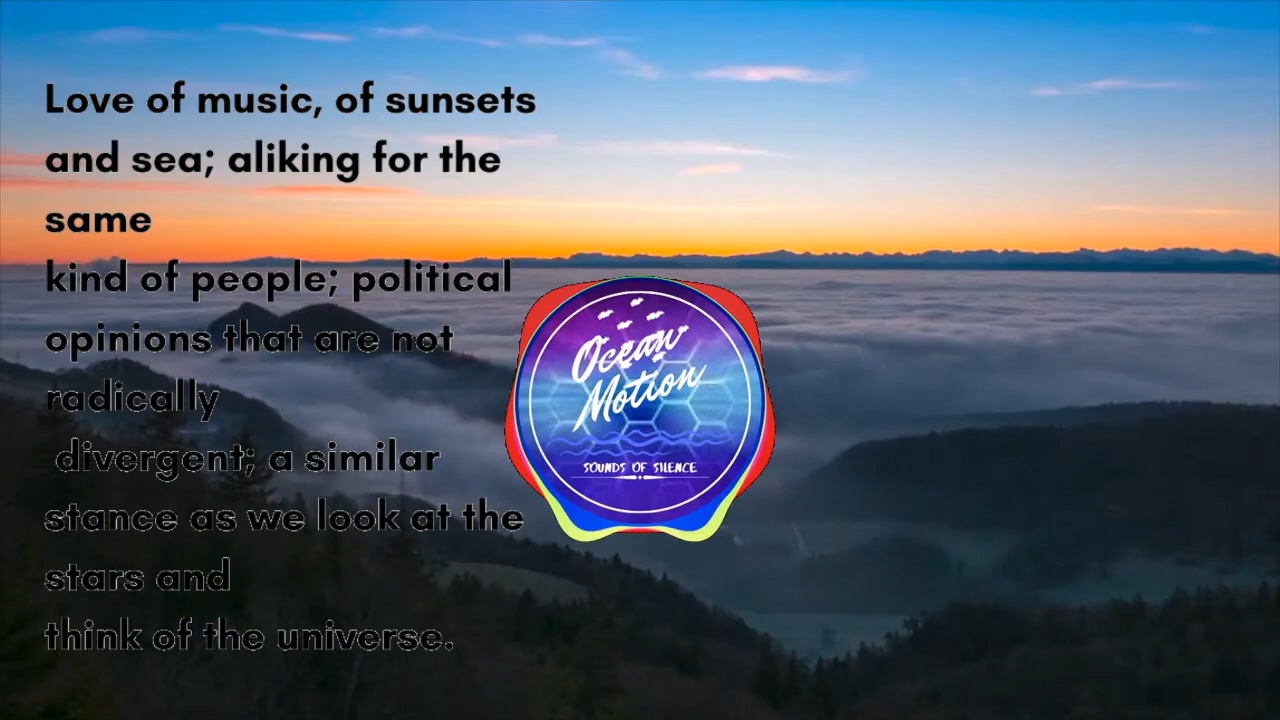 Love of music, of sunsets
and sea; aliking for the
same
kind of people; political
opinions that are not
radically
divergent; a similar
stance as we look at the
stars and
think of the universe.
Ocean
Motion
SOUNDS OF SILENCE